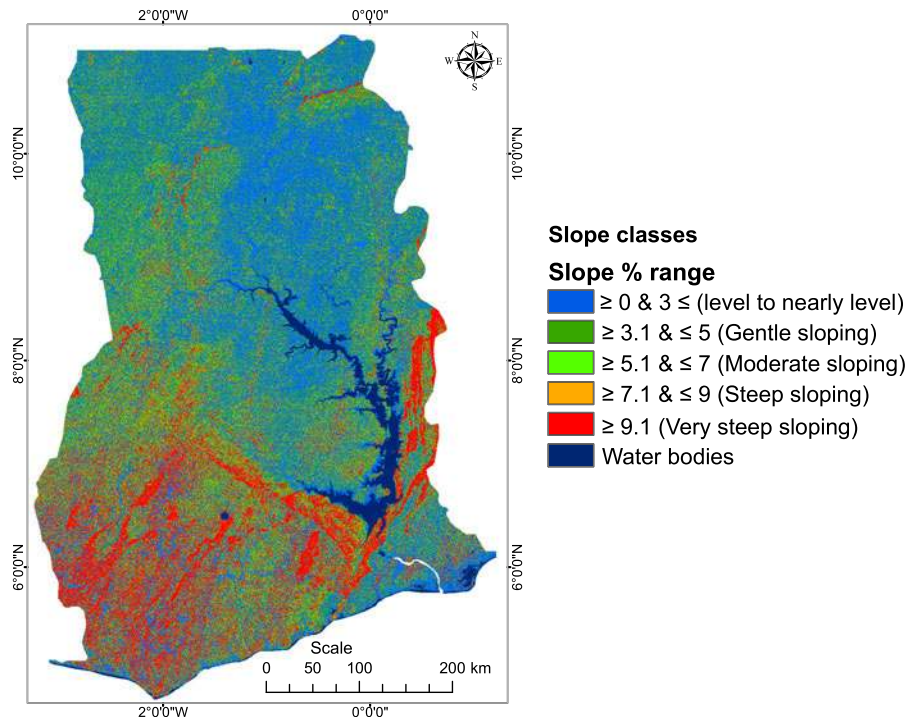 2°0'0"W 0°0'0"
N
W E
S
10°0'0"N 10°0'0"N
8°0'0"N 8°0'0"N
6°0'0"N 6°0'0"N
Slope classes
Slope % range
≥ 0 & 3 ≤ (level to nearly level)
≥ 3.1 & ≤ 5 (Gentle sloping)
≥ 5.1 & ≤ 7 (Moderate sloping)
≥ 7.1 & ≤ 9 (Steep sloping)
≥ 9.1 (Very steep sloping)
Water bodies
Scale
0 50 100 200 km
2°0'0"W 0°0'0"